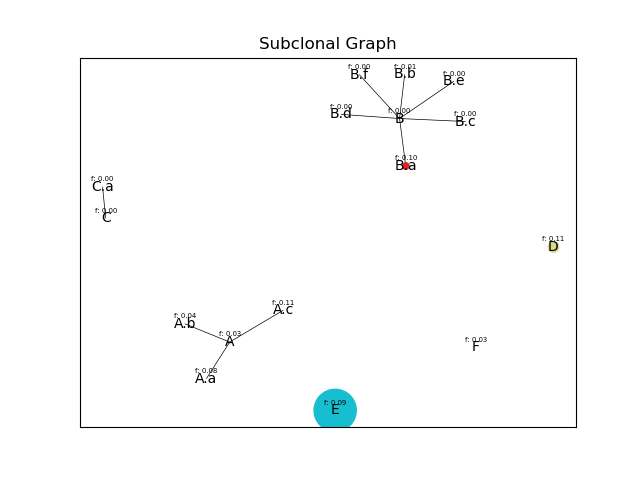 Subclonal Graph
f: 0.00
B.f
f: 0.01
B.b
f: 0.00
B.e
f: 0.00
B.d
f: 0.00
B
f: 0.00
B.c
f: 0.10
B.a
f: 0.00
C.a
f: 0.00
C
f: 0.11
D
f: 0.11
A.c
f: 0.04
A.b
f: 0.03
A
f: 0.03
F
f: 0.08
A.a
f: 0.09
E